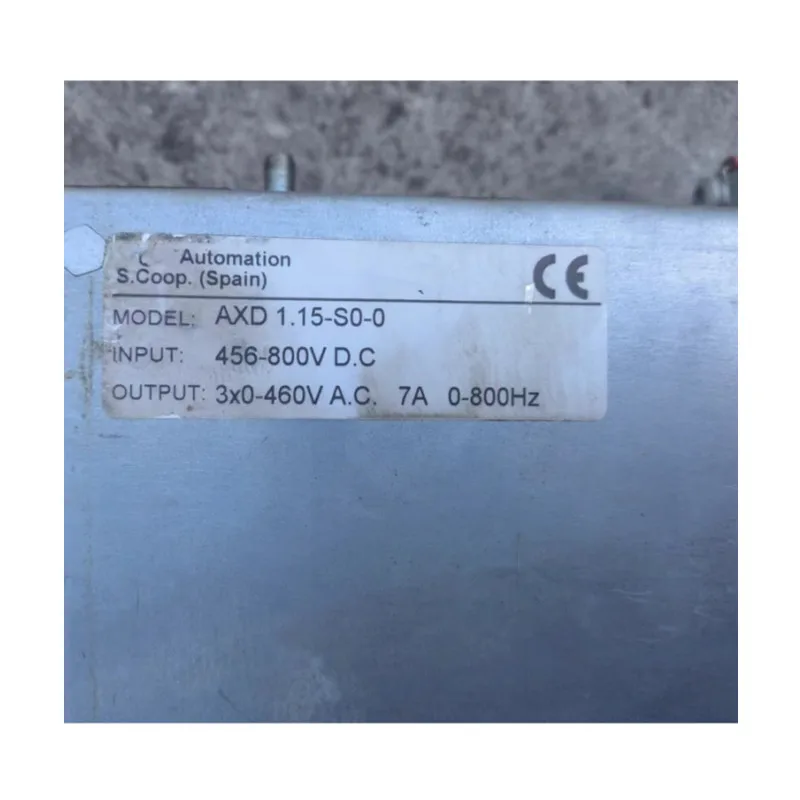 Automation
S.Coop. (Spain)
CE
MODEL: AXD 1.15-S0-0
INPUT: 456-800V D.C
OUTPUT: 3x0-460V A.C. 7A 0-800Hz